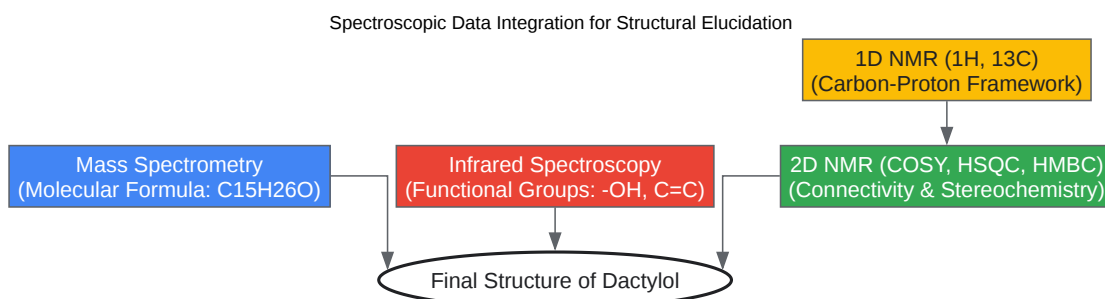 Spectroscopic Data Integration for Structural Elucidation
1D NMR (1H, 13C)
(Carbon-Proton Framework)
Mass Spectrometry
(Molecular Formula: C15H26O)
Infrared Spectroscopy
(Functional Groups: -OH, C=C)
2D NMR (COSY, HSQC, HMBC)
(Connectivity & Stereochemistry)
Final Structure of Dactylol